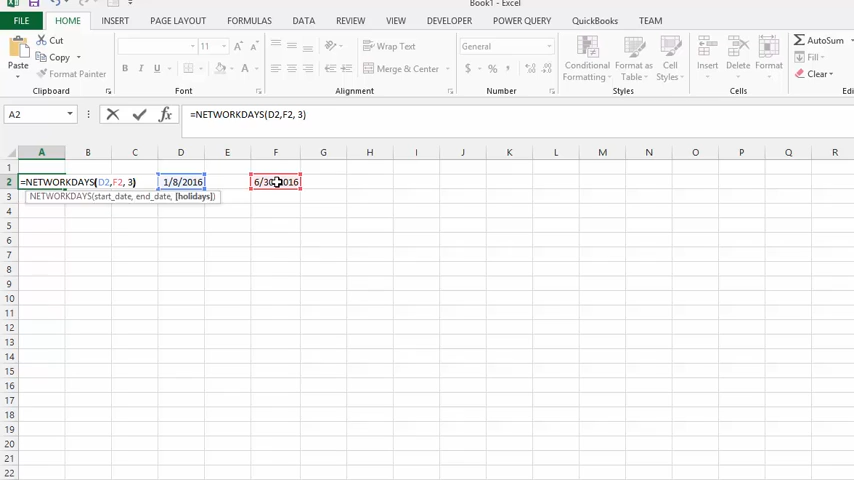 Book1 - Excel
FILE HOME INSERT PAGE LAYOUT FORMULAS DATA REVIEW VIEW DEVELOPER POWER QUERY QuickBooks TEAM
Cut
Copy
Format Painter
Paste
Clipboard
11
A A
B I U
A
Font
Wrap Text
Merge & Center
Alignment
General
$ % ,
Number
Conditional Formatting
Format as Table
Cell Styles
Styles
Insert Delete Format
Cells
AutoSum
Fill
Clear
A2
fx
=NETWORKDAYS(D2,F2, 3)
A B C D E F G H I J K L M N O P Q R
1
2 =NETWORKDAYS(D2,F2, 3) 1/8/2016 6/30/2016
3 NETWORKDAYS(start_date, end_date, [holidays])
4
5
6
7
8
9
10
11
12
13
14
15
16
17
18
19
20
21
22